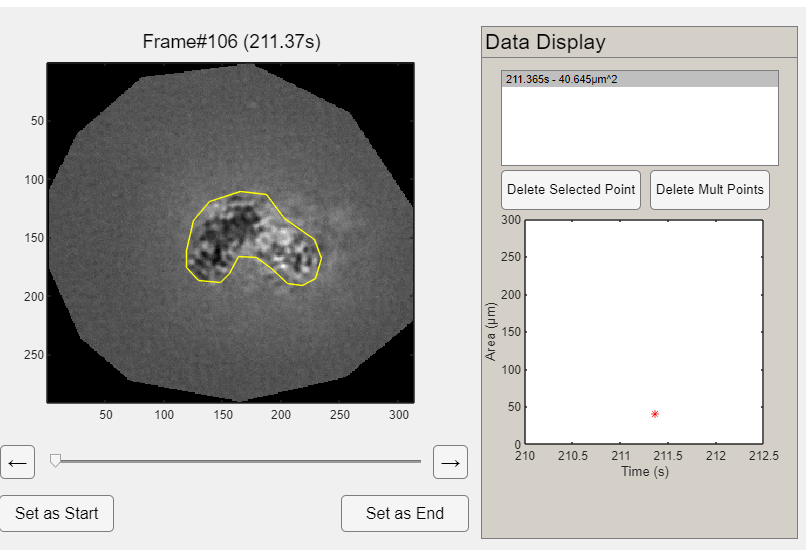 Frame#106 (211.37s)
50
100
150
200
250
50 100 150 200 250 300
←
→
Set as Start
Set as End
Data Display
211.365s - 40.645µm^2
Delete Selected Point
Delete Mult Points
300
250
200
150
100
50
0
Area (µm)
210 210.5 211 211.5 212 212.5
Time (s)